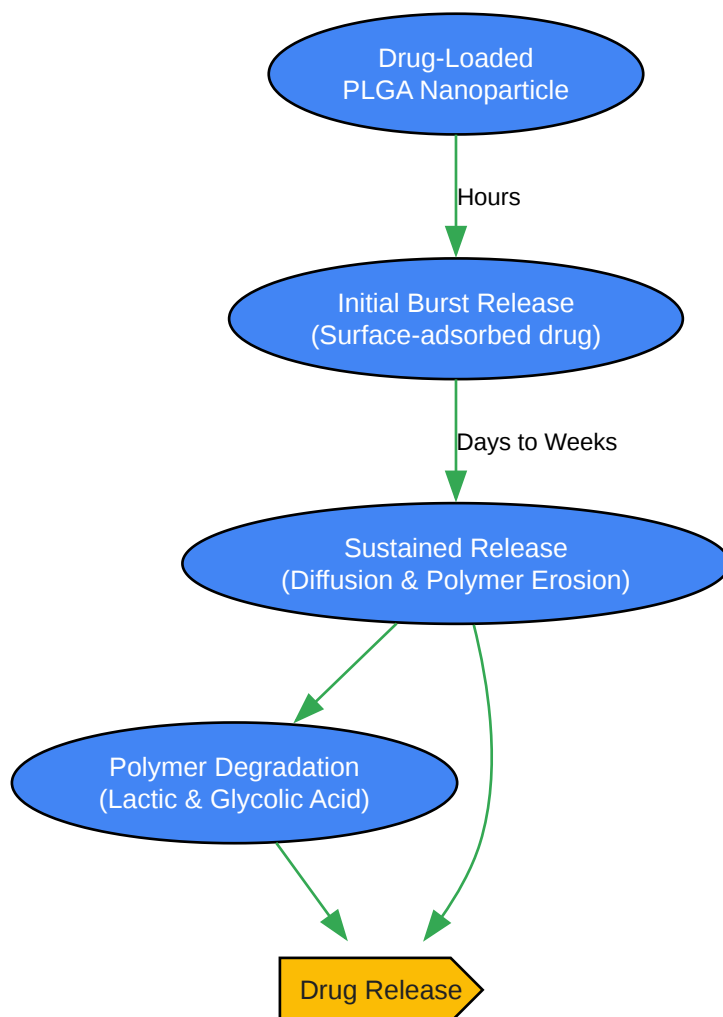 Drug-Loaded
PLGA Nanoparticle
Hours
Initial Burst Release
(Surface-adsorbed drug)
Days to Weeks
Sustained Release
(Diffusion & Polymer Erosion)
Polymer Degradation
(Lactic & Glycolic Acid)
Drug Release